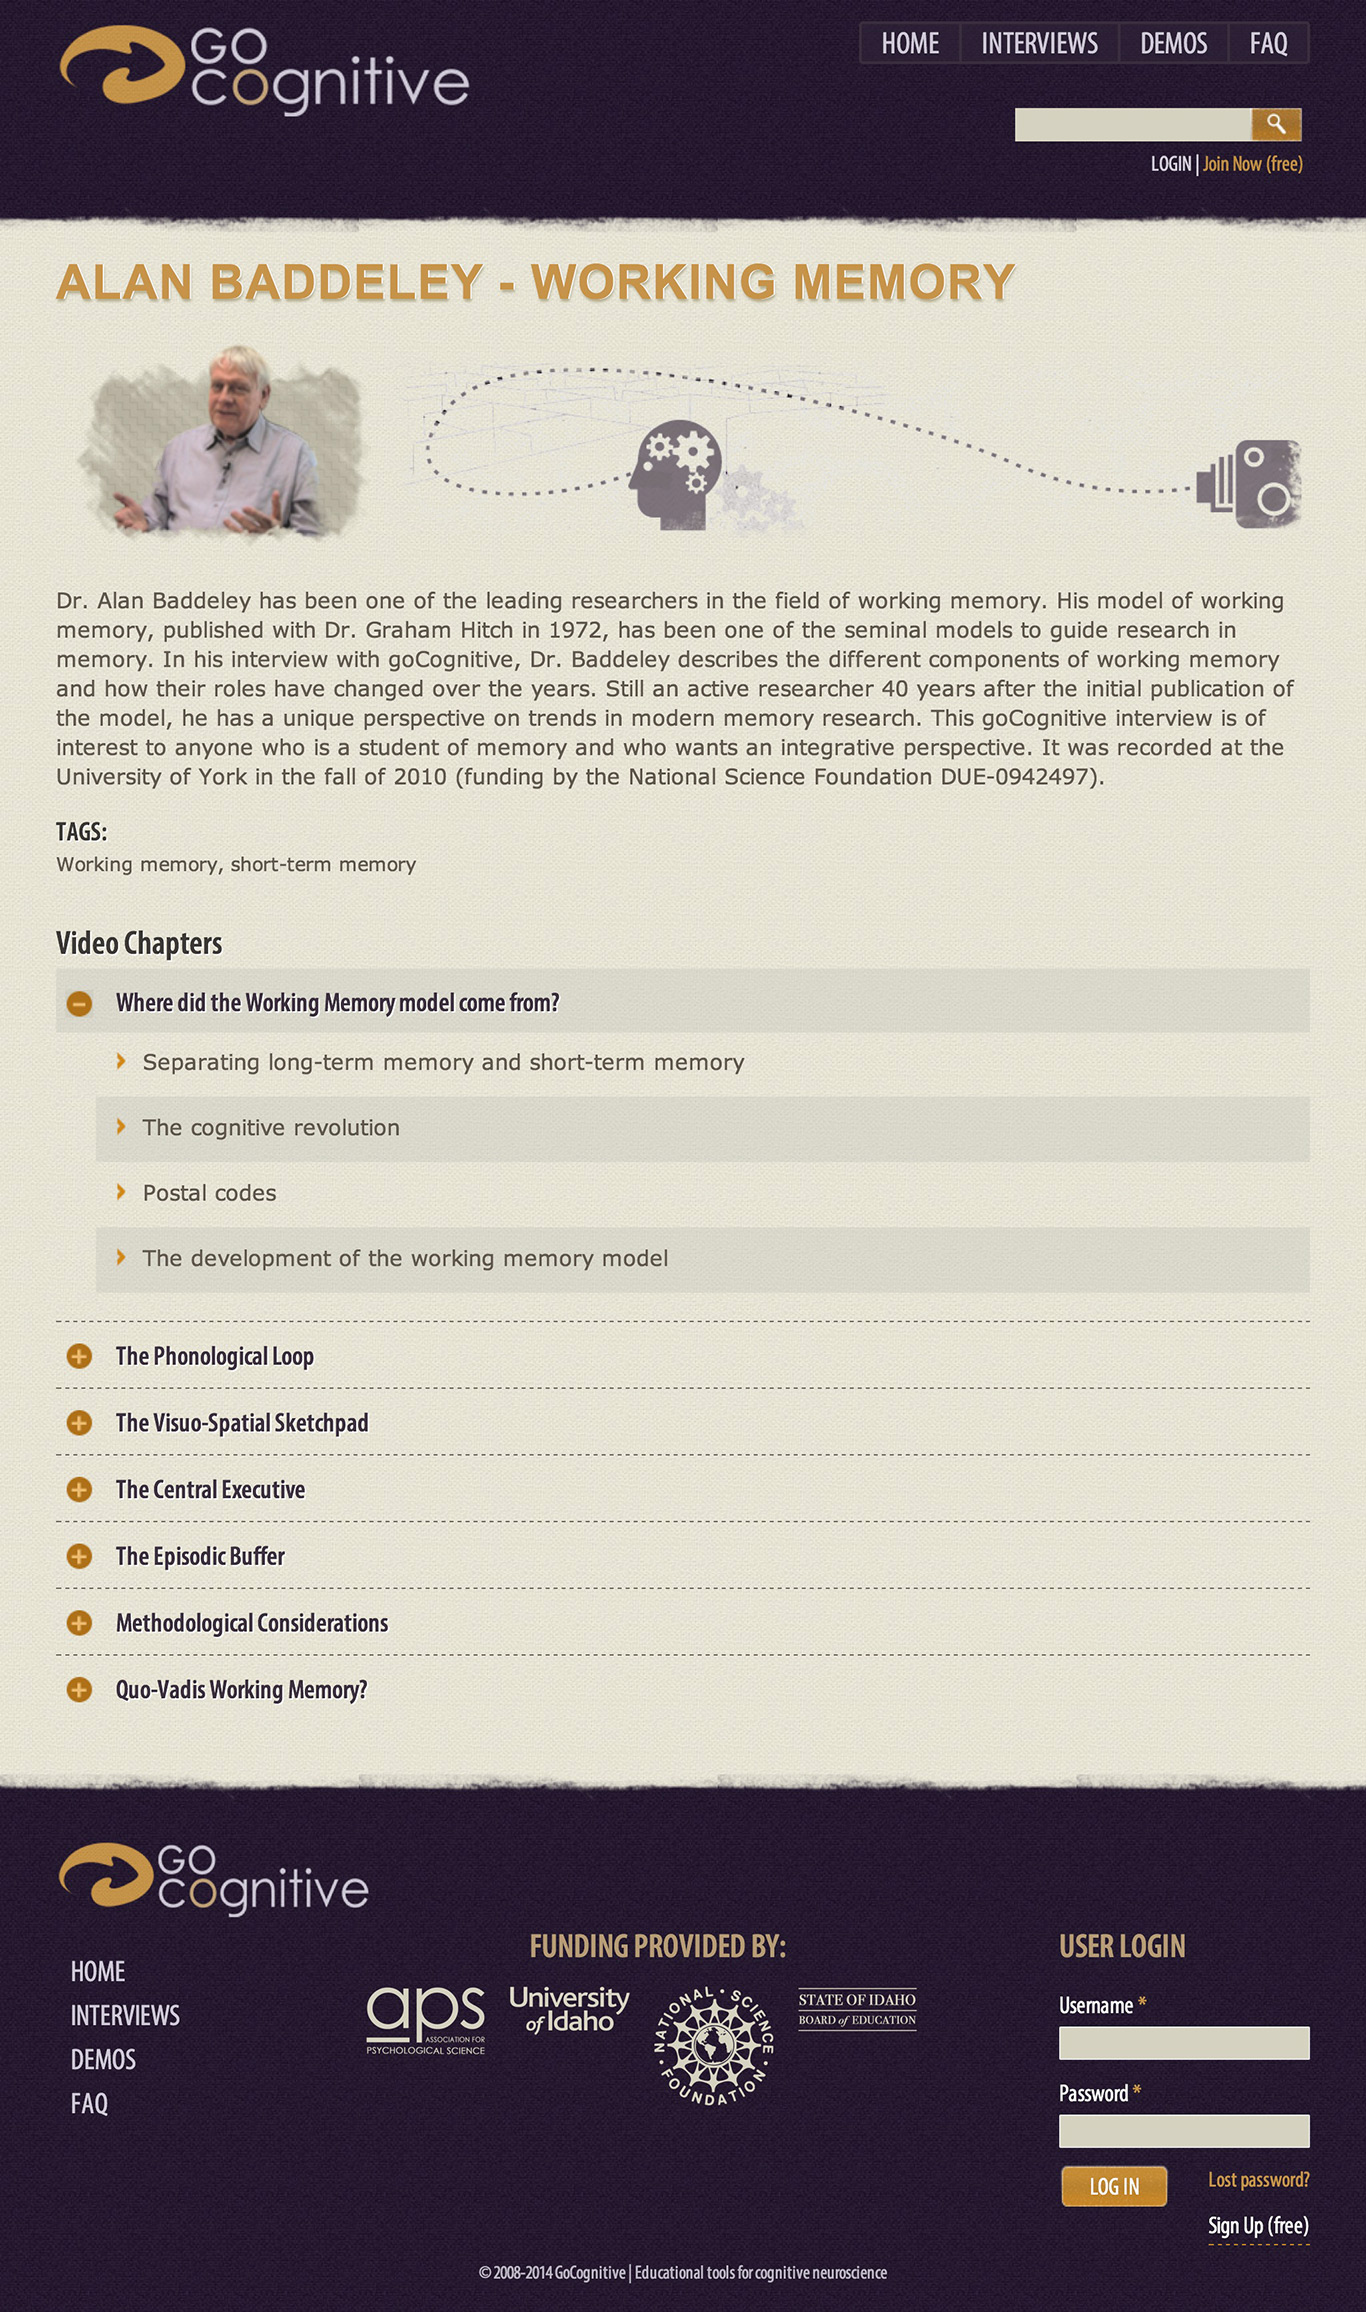 GO
cognitive
HOME
INTERVIEWS
DEMOS
FAQ
LOGIN | Join Now (free)
ALAN BADDELEY - WORKING MEMORY
Dr. Alan Baddeley has been one of the leading researchers in the field of working memory. His model of working
memory, published with Dr. Graham Hitch in 1972, has been one of the seminal models to guide research in
memory. In his interview with goCognitive, Dr. Baddeley describes the different components of working memory
and how their roles have changed over the years. Still an active researcher 40 years after the initial publication of
the model, he has a unique perspective on trends in modern memory research. This goCognitive interview is of
interest to anyone who is a student of memory and who wants an integrative perspective. It was recorded at the
University of York in the fall of 2010 (funding by the National Science Foundation DUE-0942497).
TAGS:
Working memory, short-term memory
Video Chapters
Where did the Working Memory model come from?
Separating long-term memory and short-term memory
The cognitive revolution
Postal codes
The development of the working memory model
The Phonological Loop
The Visuo-Spatial Sketchpad
The Central Executive
The Episodic Buffer
Methodological Considerations
Quo-Vadis Working Memory?
GO
cognitive
HOME
INTERVIEWS
DEMOS
FAQ
FUNDING PROVIDED BY:
aps
ASSOCIATION FOR
PSYCHOLOGICAL SCIENCE
University
of Idaho
NATIONAL • SCIENCE • FOUNDATION •
STATE OF IDAHO
BOARD of EDUCATION
USER LOGIN
Username *
Password *
LOG IN
Lost password?
Sign Up (free)
© 2008-2014 GoCognitive | Educational tools for cognitive neuroscience